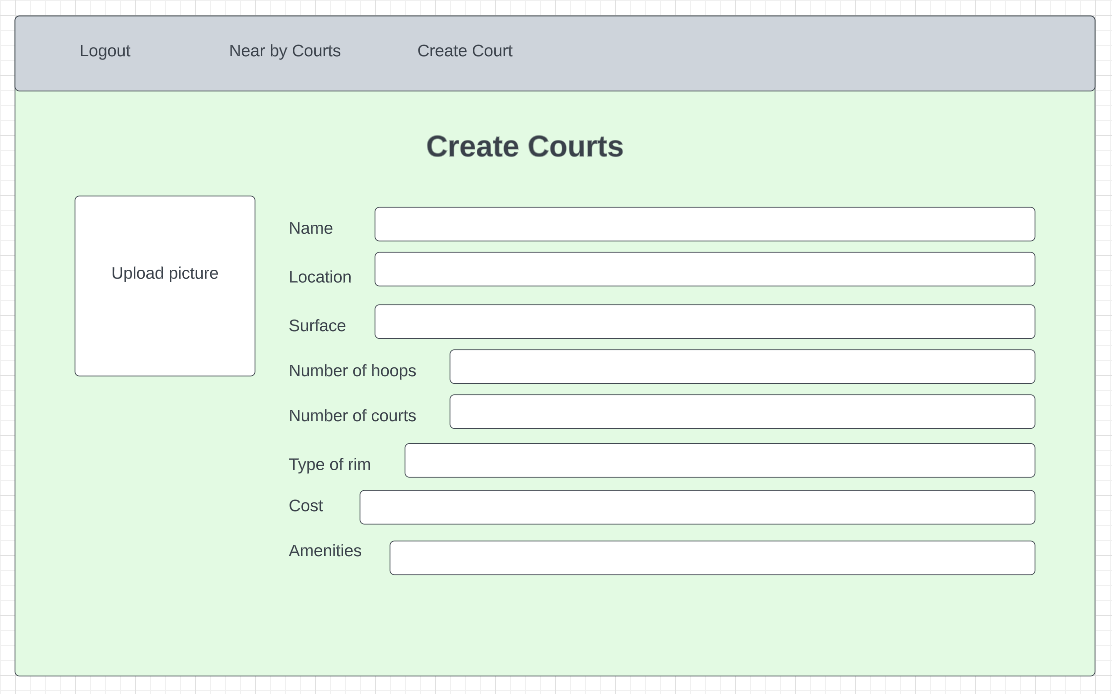 Logout
Near by Courts
Create Court
Create Courts
Upload picture
Name
Location
Surface
Number of hoops
Number of courts
Type of rim
Cost
Amenities